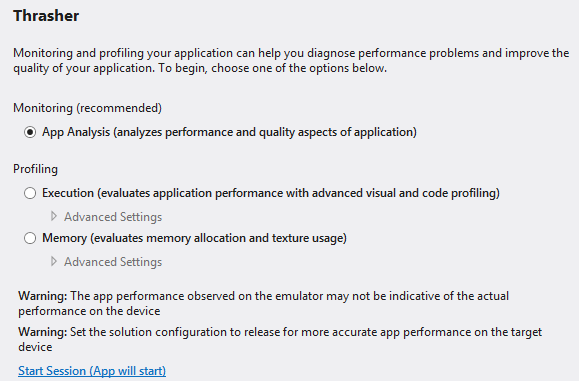 Thrasher
Monitoring and profiling your application can help you diagnose performance problems and improve the
quality of your application. To begin, choose one of the options below.
Monitoring (recommended)
App Analysis (analyzes performance and quality aspects of application)
Profiling
Execution (evaluates application performance with advanced visual and code profiling)
Advanced Settings
Memory (evaluates memory allocation and texture usage)
Advanced Settings
Warning: The app performance observed on the emulator may not be indicative of the actual
performance on the device
Warning: Set the solution configuration to release for more accurate app performance on the target
device
Start Session (App will start)